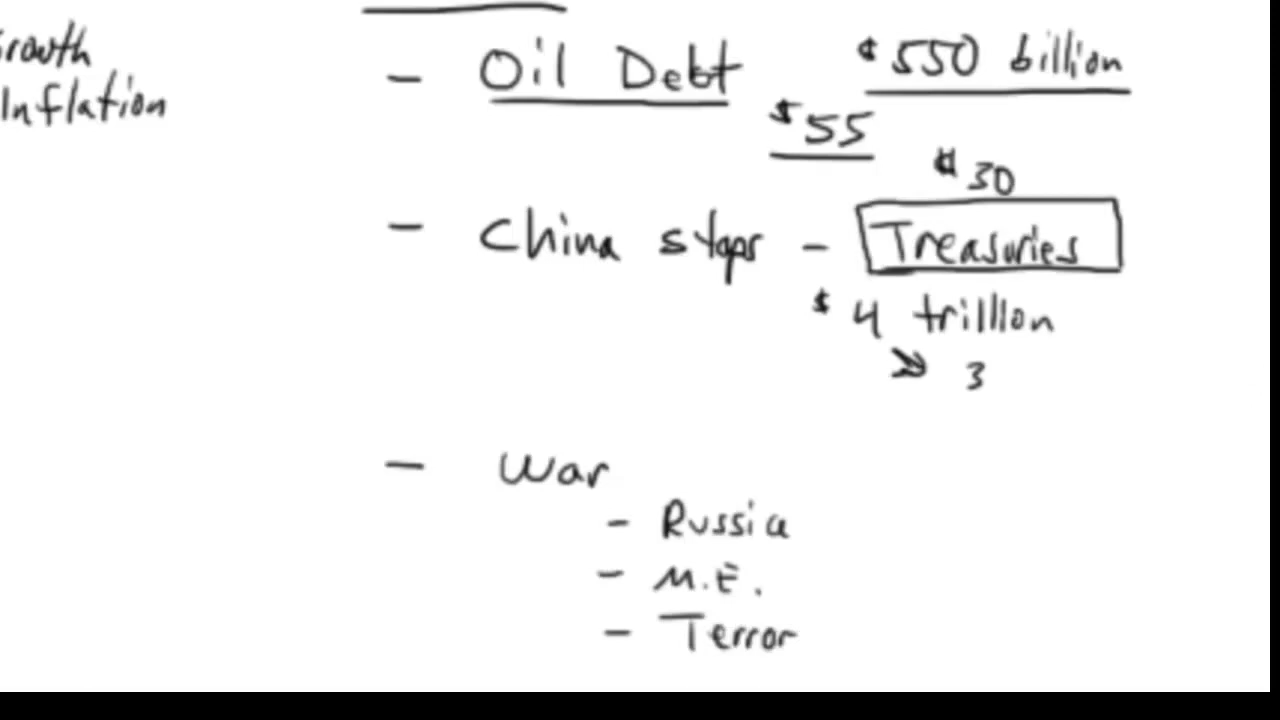 rowth
Inflation
- Oil Debt $550 billion
$55
$30
- China stops - Treasuries
$4 trillion
↘ 3
- War
- Russia
- M.E.
- Terror